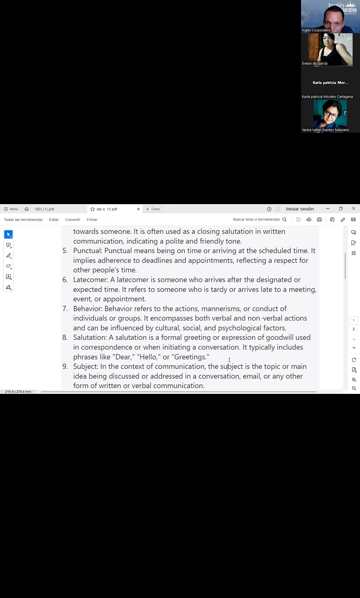 Inglés Corporativo
Evelyn de Garcia
Karla patricia Mor...
Karla patricia Morales Cartagena
Inicio
Crear
Iniciar sesión
Todas las herramientas
Editar
Convertir
Firmar
Buscar texto o herramientas
towards someone. It is often used as a closing salutation in written
communication, indicating a polite and friendly tone.
5. Punctual: Punctual means being on time or arriving at the scheduled time. It
implies adherence to deadlines and appointments, reflecting a respect for
other people's time.
6. Latecomer: A latecomer is someone who arrives after the designated or
expected time. It refers to someone who is tardy or arrives late to a meeting,
event, or appointment.
7. Behavior: Behavior refers to the actions, mannerisms, or conduct of
individuals or groups. It encompasses both verbal and non-verbal actions
and can be influenced by cultural, social, and psychological factors.
8. Salutation: A salutation is a formal greeting or expression of goodwill used
in correspondence or when initiating a conversation. It typically includes
phrases like "Dear," "Hello," or "Greetings."
9. Subject: In the context of communication, the subject is the topic or main
idea being discussed or addressed in a conversation, email, or any other
form of written or verbal communication.